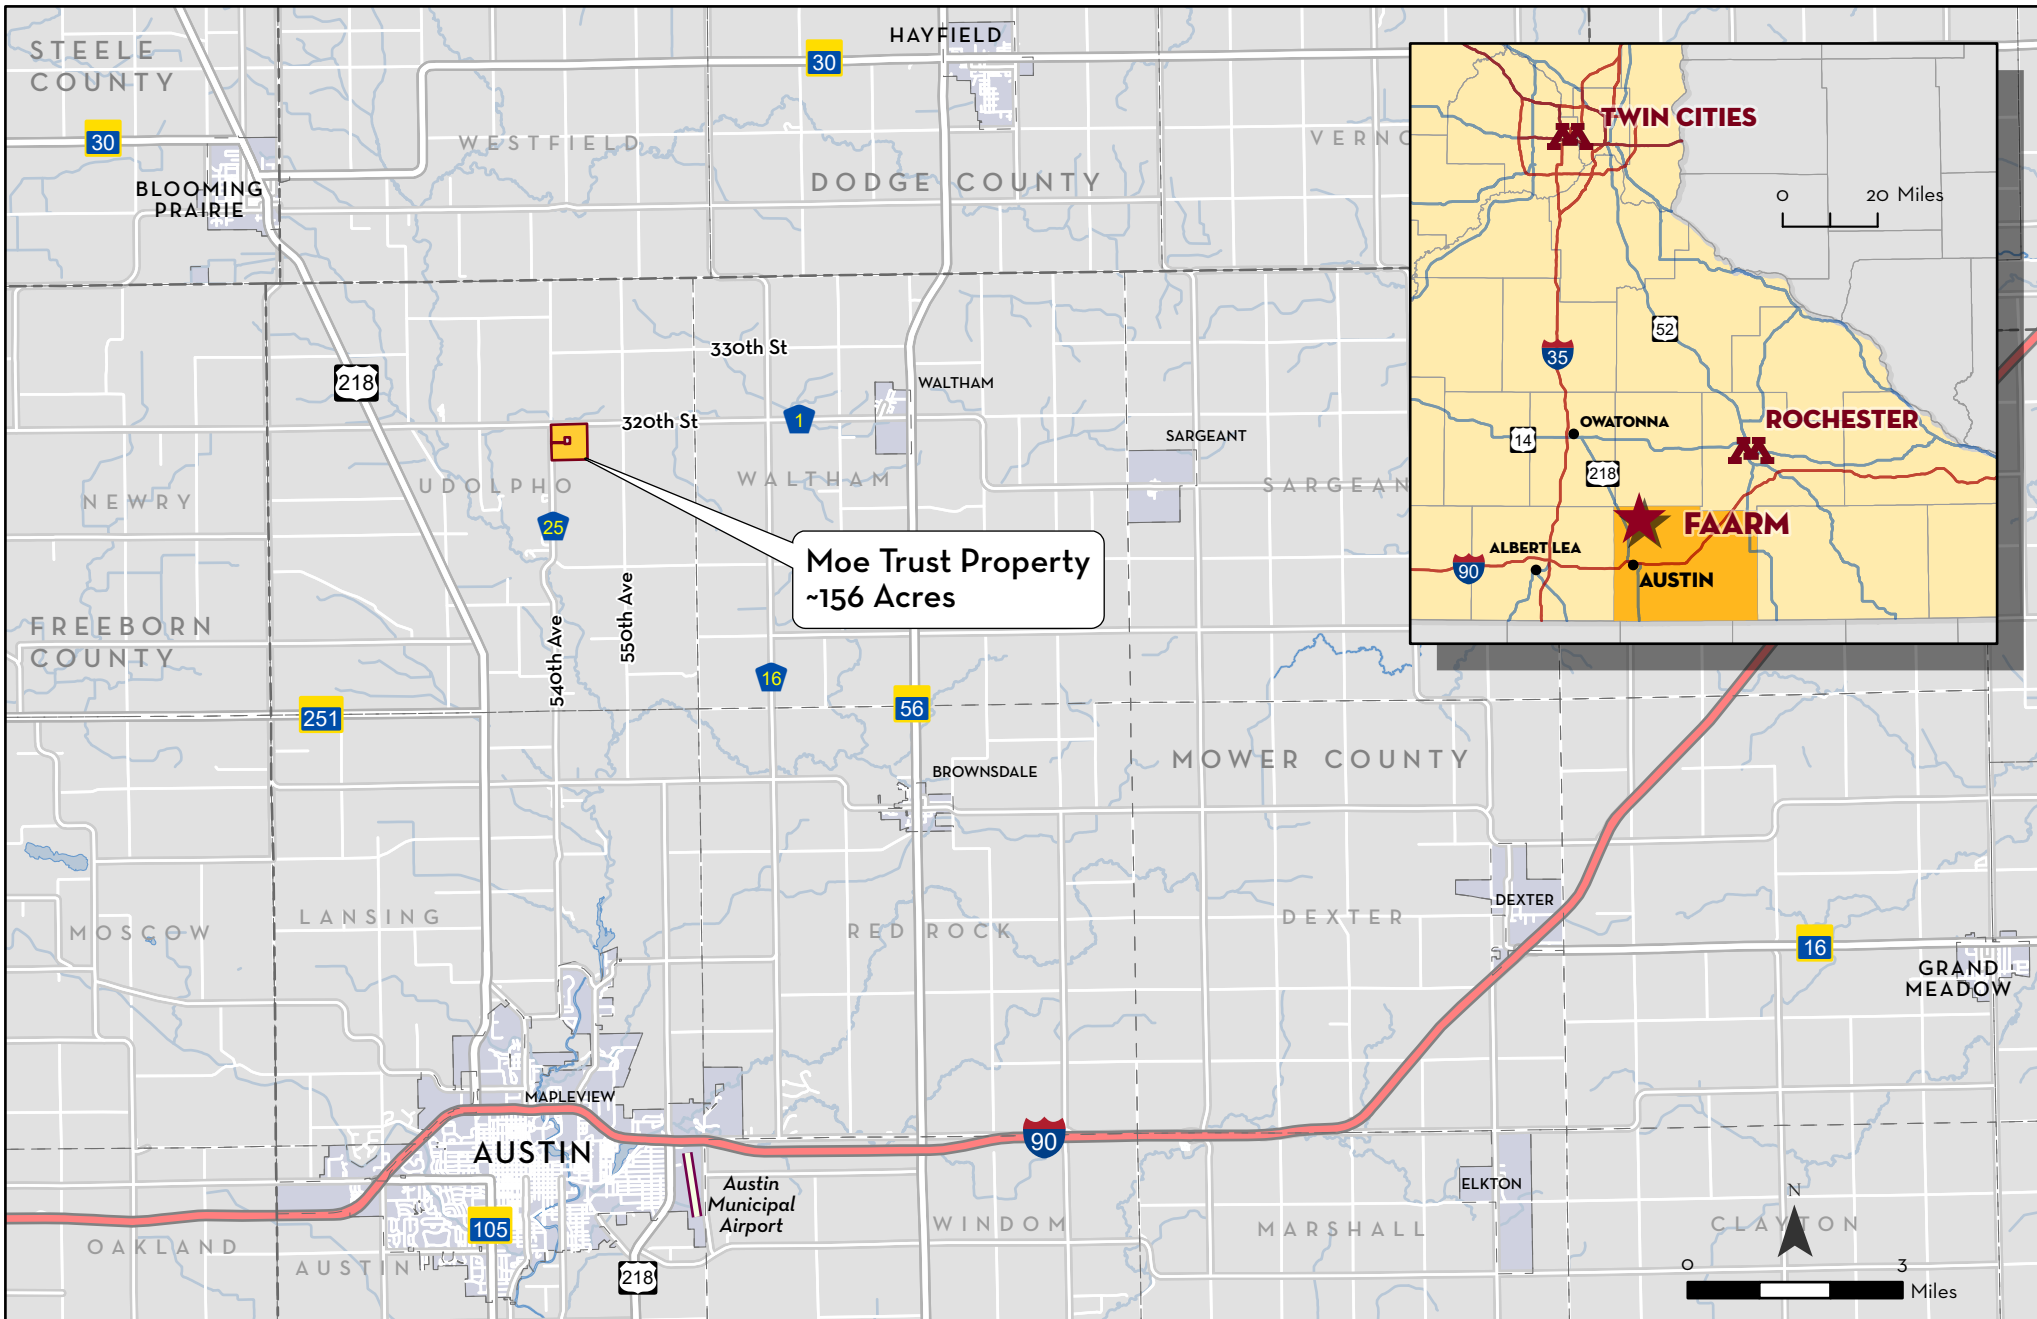 STEELE
COUNTY
HAYFIELD
30
30
WESTFIELD
VERNO
BLOOMING
PRAIRIE
DODGE COUNTY
330th St
218
WALTHAM
320th St
1
SARGEANT
UDOLPHO
WALTHAM
SARGEAN
NEWRY
25
Moe Trust Property
~156 Acres
FREEBORN
COUNTY
540th Ave
550th Ave
16
251
56
MOWER COUNTY
BROWNSDALE
DEXTER
LANSING
MOSCOW
RED ROCK
DEXTER
16
GRAND
MEADOW
MAPLEVIEW
AUSTIN
90
Austin
Municipal
Airport
ELKTON
105
WINDOM
MARSHALL
CLAYTON
OAKLAND
AUSTIN
218
N
0 3
Miles
TWIN CITIES
0 20 Miles
52
35
ROCHESTER
OWATONNA
14
218
FAARM
ALBERT LEA
90
AUSTIN